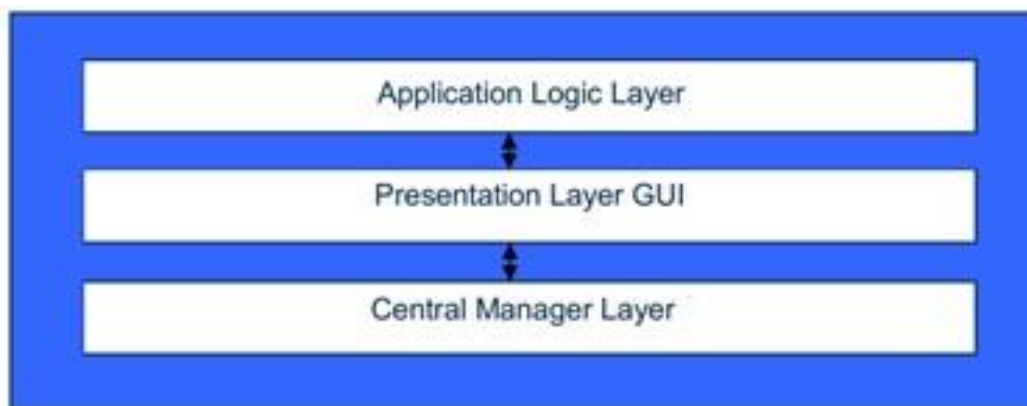 Application Logic Layer
Presentation Layer GUI
Central Manager Layer